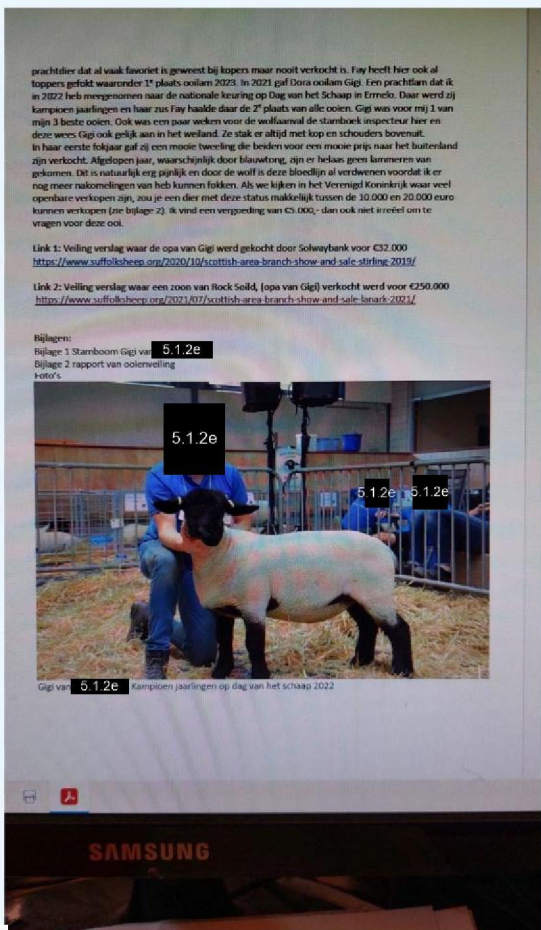 prachtdier dat al vaak favoriet is geweest bij kopers maar nooit verkocht is. Fay heeft hier ook al
toppers gefokt waaronder 1e plaats ooilam 2023. In 2021 gaf Dora ooilam Gigi. Een prachtlam dat ik
in 2022 heb meegenomen naar de nationale keuring op Dag van het Schaap in Ermelo. Daar werd zij
kampioen jaarlingen en haar zus Fay haalde daar de 2e plaats van alle ooien. Gigi was voor mij 1 van
mijn 3 beste ooien. Ook was een paar weken voor de wolfaanval de stamboek inspecteur hier en
deze wees Gigi ook gelijk aan in het weiland. Ze stak er altijd met kop en schouders bovenuit.
In haar eerste fokjaar gaf zij een mooie tweeling die beiden voor een mooie prijs naar het buitenland
zijn verkocht. Afgelopen jaar, waarschijnlijk door blauwtong, zijn er helaas geen lammeren van
gekomen. Dit is natuurlijk erg pijnlijk en door de wolf is deze bloedlijn al verdwenen voordat ik er
nog meer nakomelingen van heb kunnen fokken. Als we kijken in het Verenigd Koninkrijk waar veel
openbare verkopen zijn, zou je een dier met deze status makkelijk tussen de 10.000 en 20.000 euro
kunnen verkopen (zie bijlage 2). Ik vind een vergoeding van €5.000,- dan ook niet irreëel om te
vragen voor deze ooi.
Link 1: Veiling verslag waar de opa van Gigi werd gekocht door Solwaybank voor €32.000
https://www.suffolksheep.org/2020/10/scottish-area-branch-show-and-sale-stirling-2019/
Link 2: Veiling verslag waar een zoon van Rock Soild, (opa van Gigi) verkocht werd voor €250.000
https://www.suffolksheep.org/2021/07/scottish-area-branch-show-and-sale-lanark-2021/
Bijlagen:
Bijlage 1 Stamboom Gigi van 5.1.2e
Bijlage 2 rapport van ooienveiling
Foto's
5.1.2e
5.1.2e 5.1.2e
Gigi van 5.1.2e Kampioen jaarlingen op dag van het schaap 2022
SAMSUNG